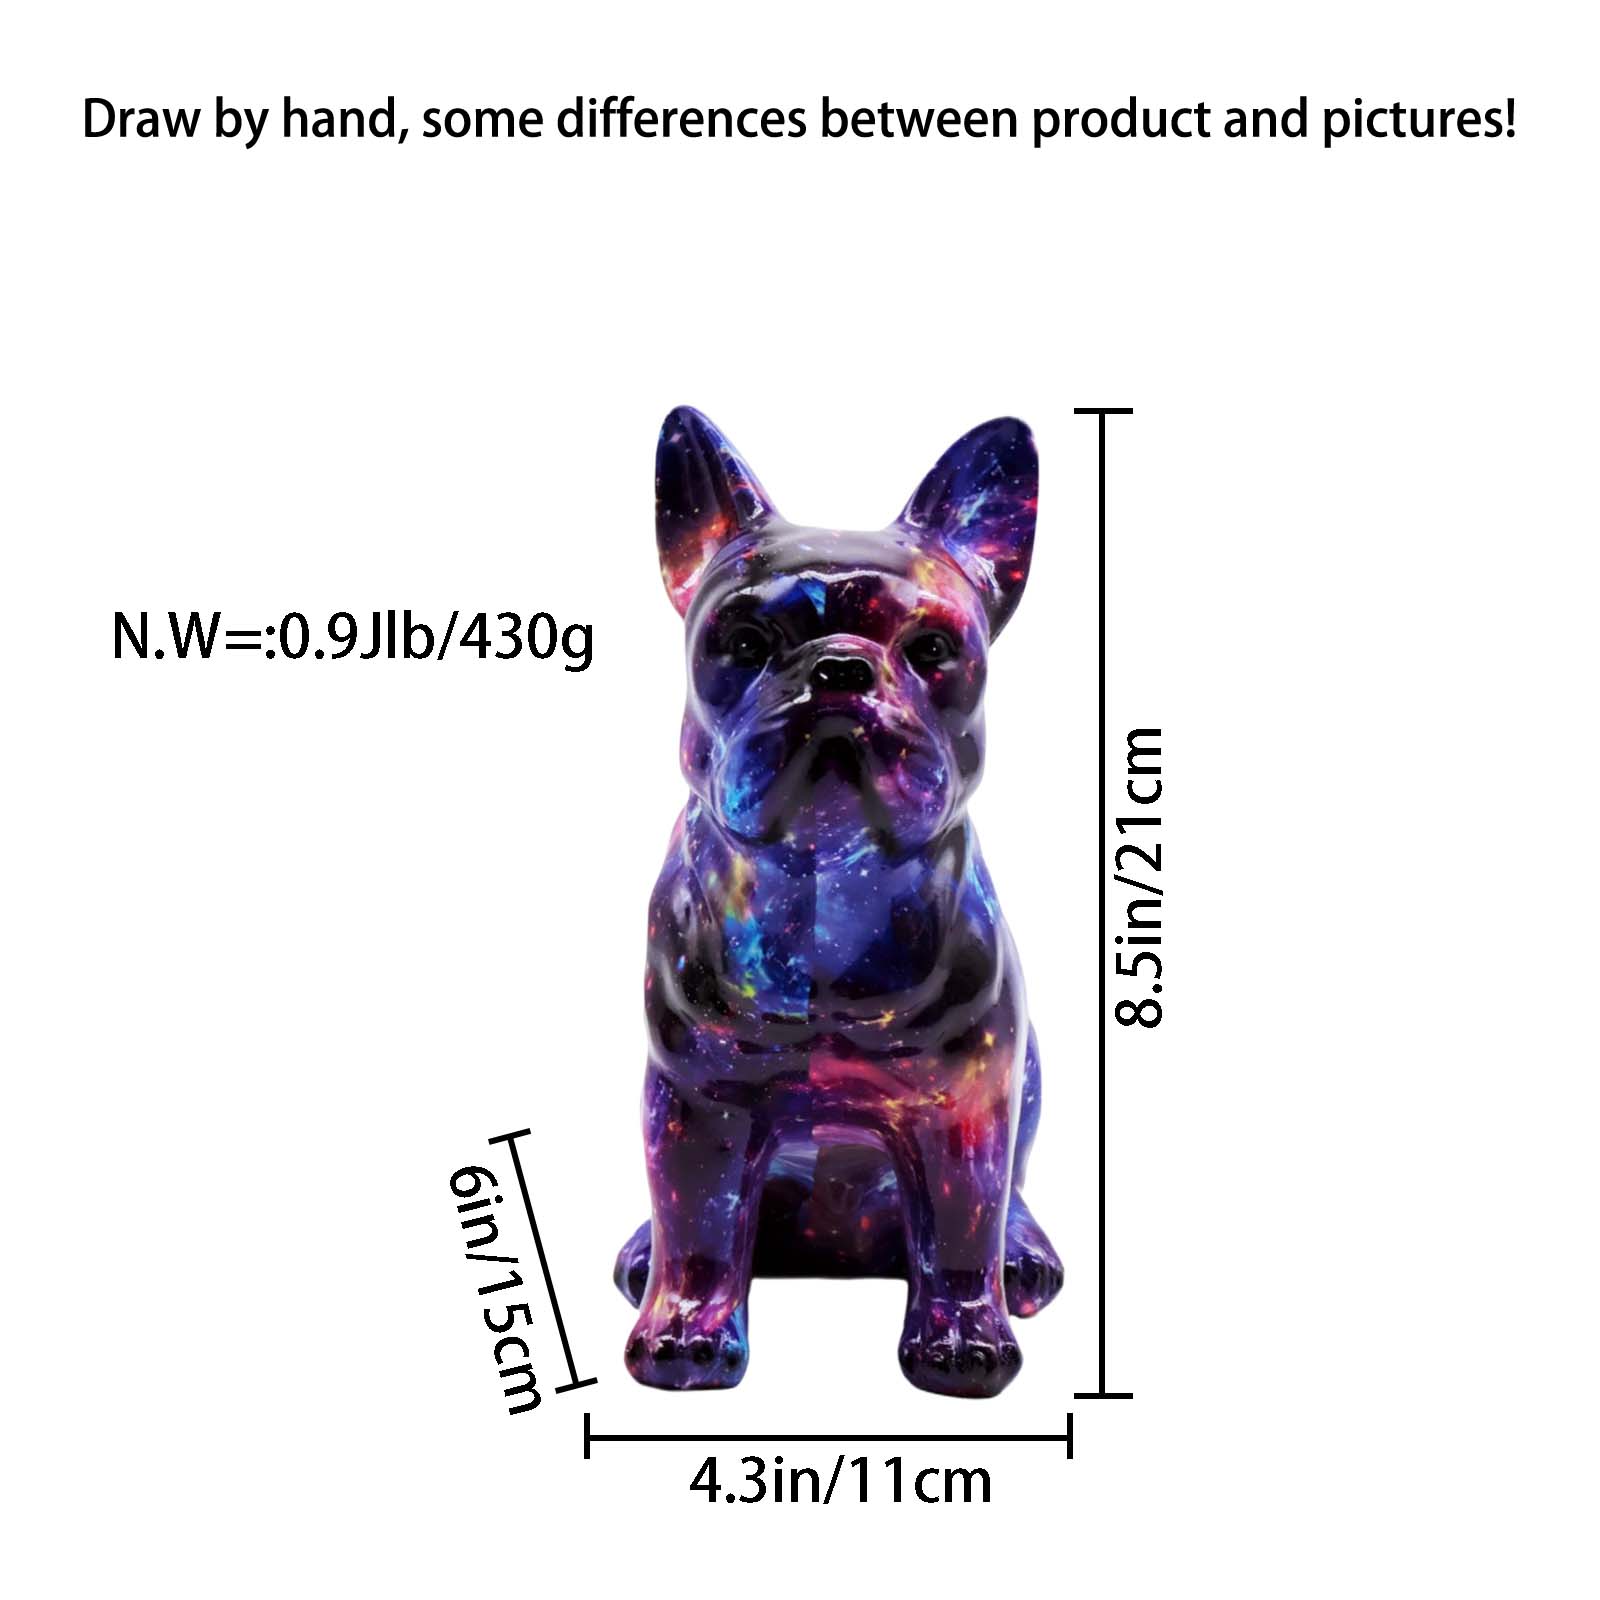 Draw by hand, some differences between product and pictures!
N.W=:0.9Jlb/430g
8.5in/21cm
6in/15cm
4.3in/11cm